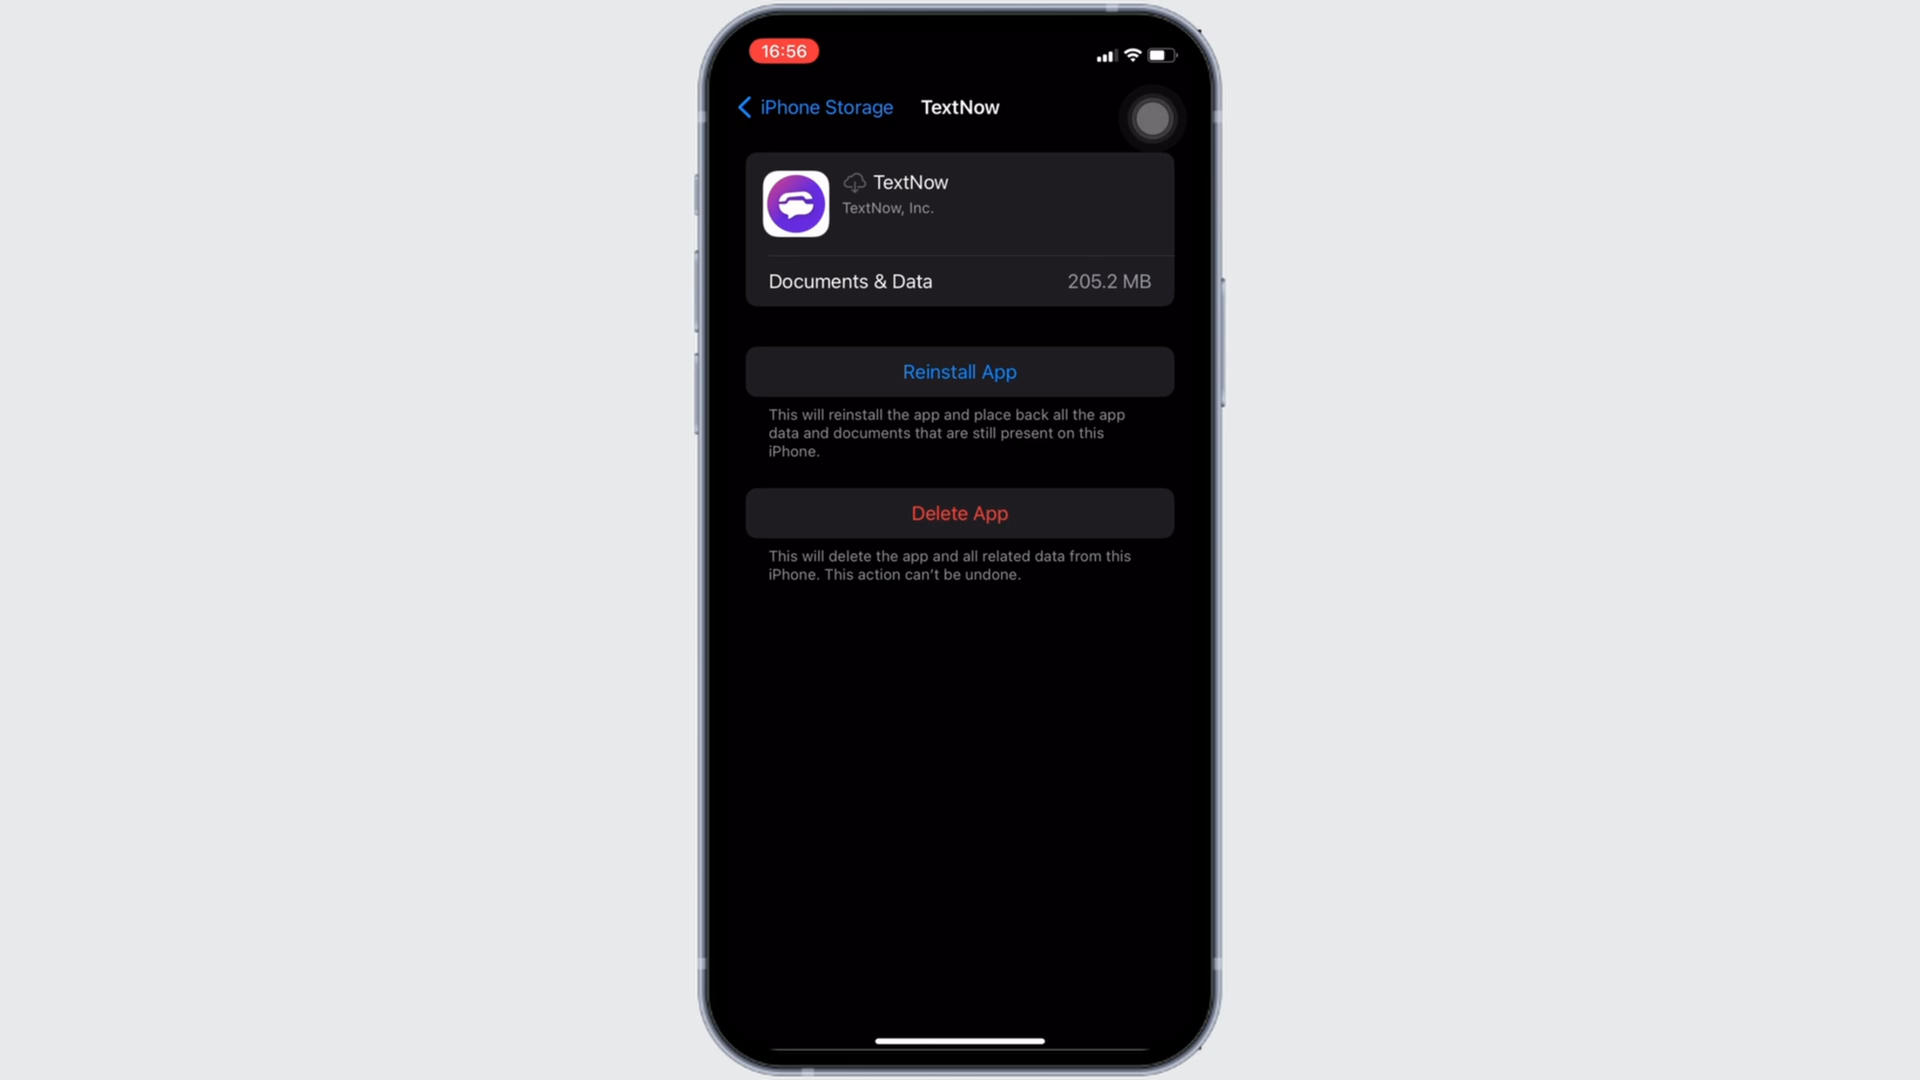 16:56
iPhone Storage TextNow
TextNow
TextNow, Inc.
Documents & Data 205.2 MB
Reinstall App
This will reinstall the app and place back all the app
data and documents that are still present on this
iPhone.
Delete App
This will delete the app and all related data from this
iPhone. This action can't be undone.